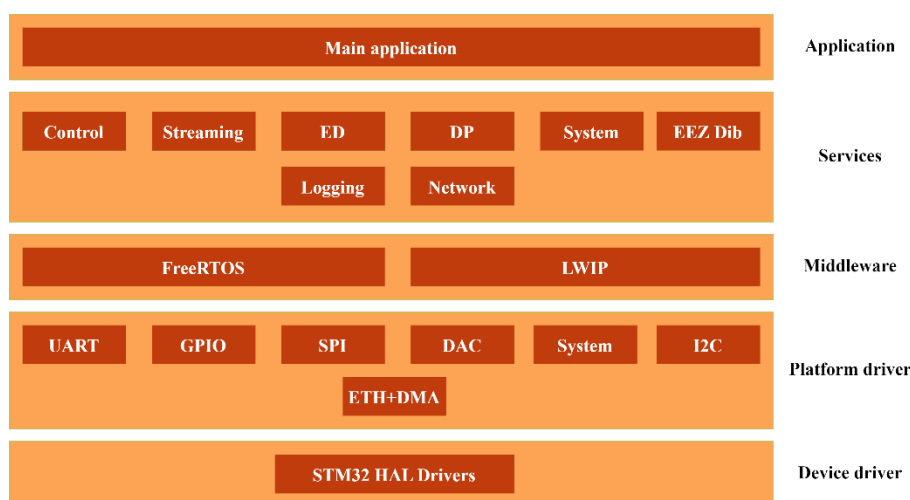 Main application
Application
Control Streaming ED DP System EEZ Dib
Services
Logging Network
FreeRTOS LWIP
Middleware
UART GPIO SPI DAC System I2C
Platform driver
ETH+DMA
STM32 HAL Drivers
Device driver